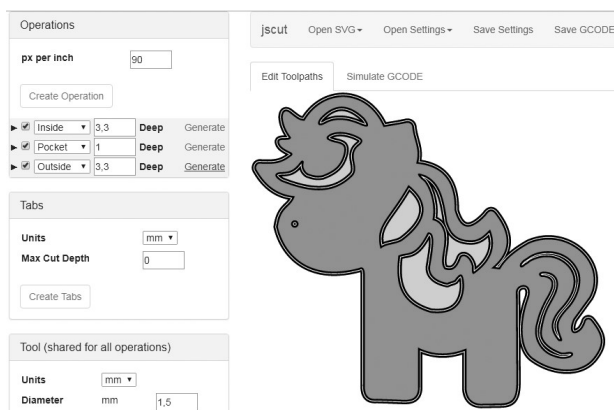 Operations
px per inch 90
Create Operation
Inside 3,3 Deep Generate
Pocket 1 Deep Generate
Outside 3,3 Deep Generate
Tabs
Units mm
Max Cut Depth 0
Create Tabs
Tool (shared for all operations)
Units mm
Diameter mm 1,5
jscut Open SVG Open Settings Save Settings Save GCODE
Edit Toolpaths Simulate GCODE